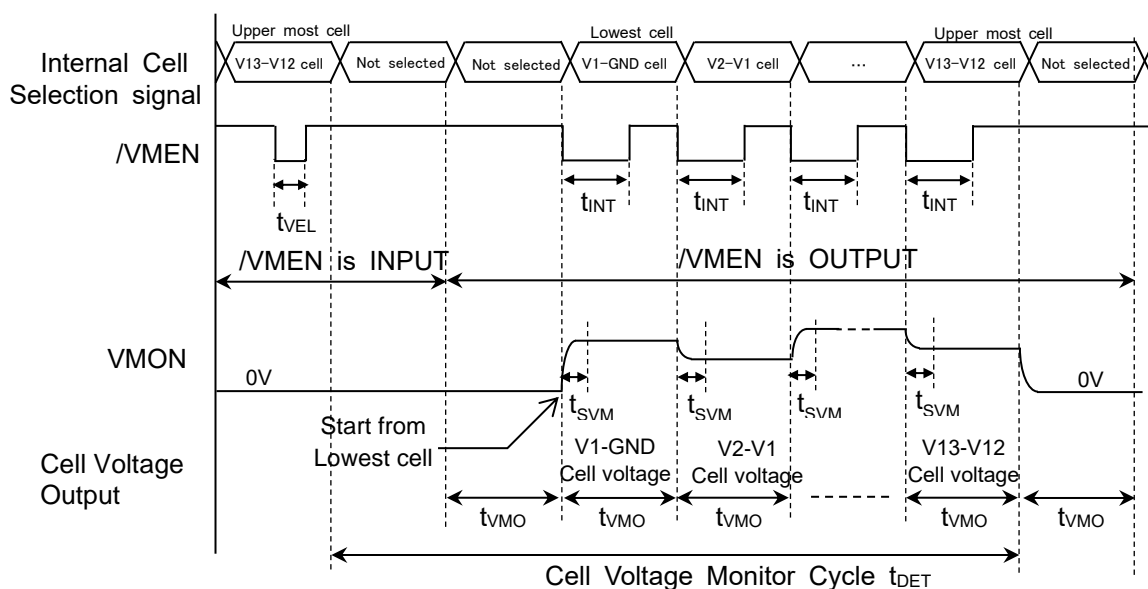 Upper most cell Lowest cell Upper most cell
Internal Cell
Selection signal
V13-V12 cell Not selected Not selected V1-GND cell V2-V1 cell ... V13-V12 cell Not selected
/VMEN
tVEL tINT tINT tINT tINT
/VMEN is INPUT /VMEN is OUTPUT
VMON
0V 0V
tSVM tSVM tSVM tSVM
Start from
Lowest cell
Cell Voltage
Output
V1-GND
Cell voltage
V2-V1
Cell voltage
V13-V12
Cell voltage
tVMO tVMO tVMO tVMO tVMO
Cell Voltage Monitor Cycle tDET